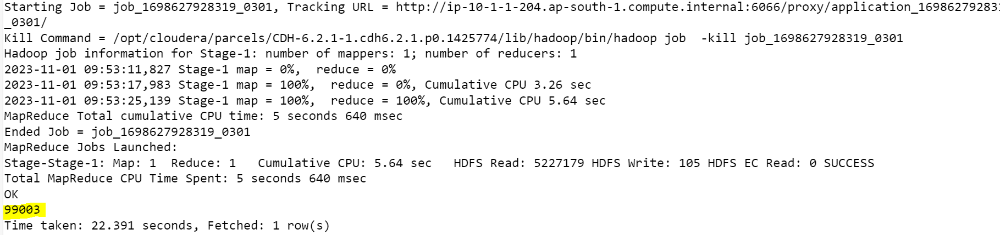 Starting Job = job_1698627928319_0301, Tracking URL = http://ip-10-1-1-204.ap-south-1.compute.internal:6066/proxy/application_169862792831
_0301/
Kill Command = /opt/cloudera/parcels/CDH-6.2.1-1.cdh6.2.1.p0.1425774/lib/hadoop/bin/hadoop job  -kill job_1698627928319_0301
Hadoop job information for Stage-1: number of mappers: 1; number of reducers: 1
2023-11-01 09:53:11,827 Stage-1 map = 0%,  reduce = 0%
2023-11-01 09:53:17,983 Stage-1 map = 100%,  reduce = 0%, Cumulative CPU 3.26 sec
2023-11-01 09:53:25,139 Stage-1 map = 100%,  reduce = 100%, Cumulative CPU 5.64 sec
MapReduce Total cumulative CPU time: 5 seconds 640 msec
Ended Job = job_1698627928319_0301
MapReduce Jobs Launched:
Stage-Stage-1: Map: 1  Reduce: 1   Cumulative CPU: 5.64 sec   HDFS Read: 5227179 HDFS Write: 105 HDFS EC Read: 0 SUCCESS
Total MapReduce CPU Time Spent: 5 seconds 640 msec
OK
99003
Time taken: 22.391 seconds, Fetched: 1 row(s)